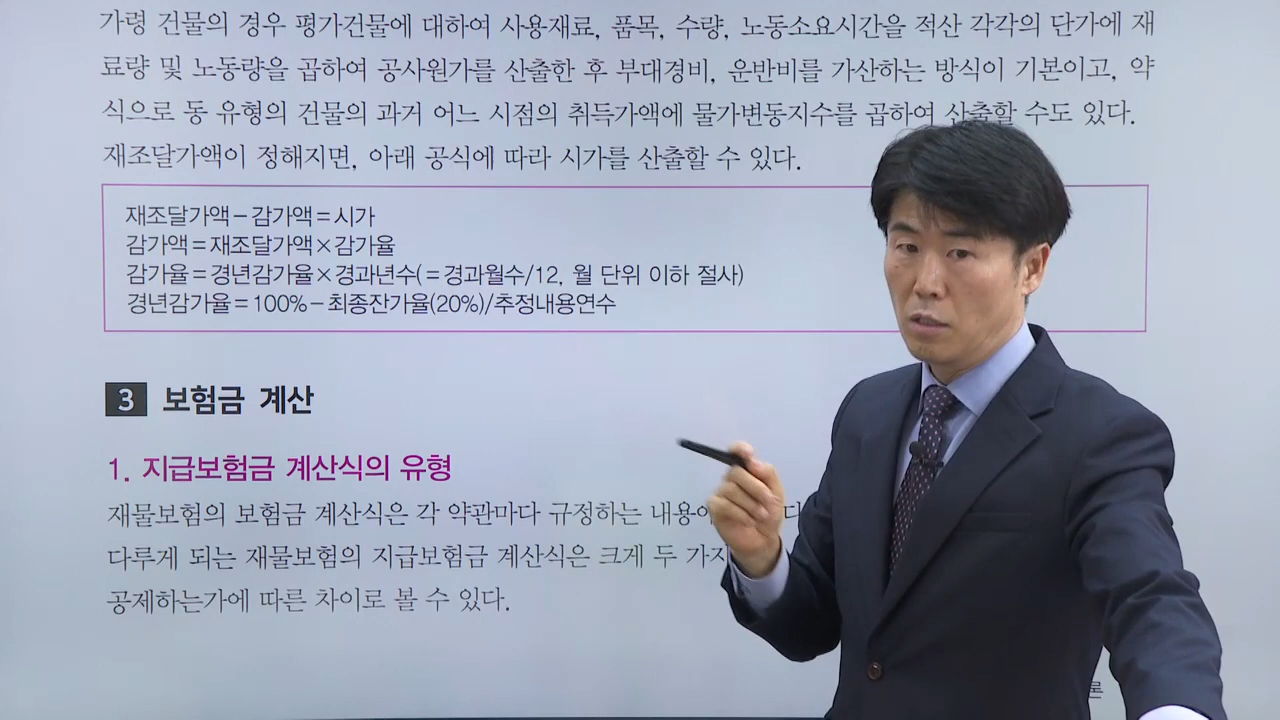 가령 건물의 경우 평가건물에 대하여 사용재료, 품목, 수량, 노동소요시간을 적산 각각의 단가에 재
료량 및 노동량을 곱하여 공사원가를 산출한 후 부대경비, 운반비를 가산하는 방식이 기본이고, 약
식으로 동 유형의 건물의 과거 어느 시점의 취득가액에 물가변동지수를 곱하여 산출할 수도 있다.
재조달가액이 정해지면, 아래 공식에 따라 시가를 산출할 수 있다.
재조달가액-감가액=시가
감가액=재조달가액×감가율
감가율=경년감가율×경과년수(=경과월수/12, 월 단위 이하 절사)
경년감가율=100%-최종잔가율(20%)/추정내용연수
3 보험금 계산
1. 지급보험금 계산식의 유형
재물보험의 보험금 계산식은 각 약관마다 규정하는 내용이
다루게 되는 재물보험의 지급보험금 계산식은 크게 두 가지
공제하는가에 따른 차이로 볼 수 있다.
론